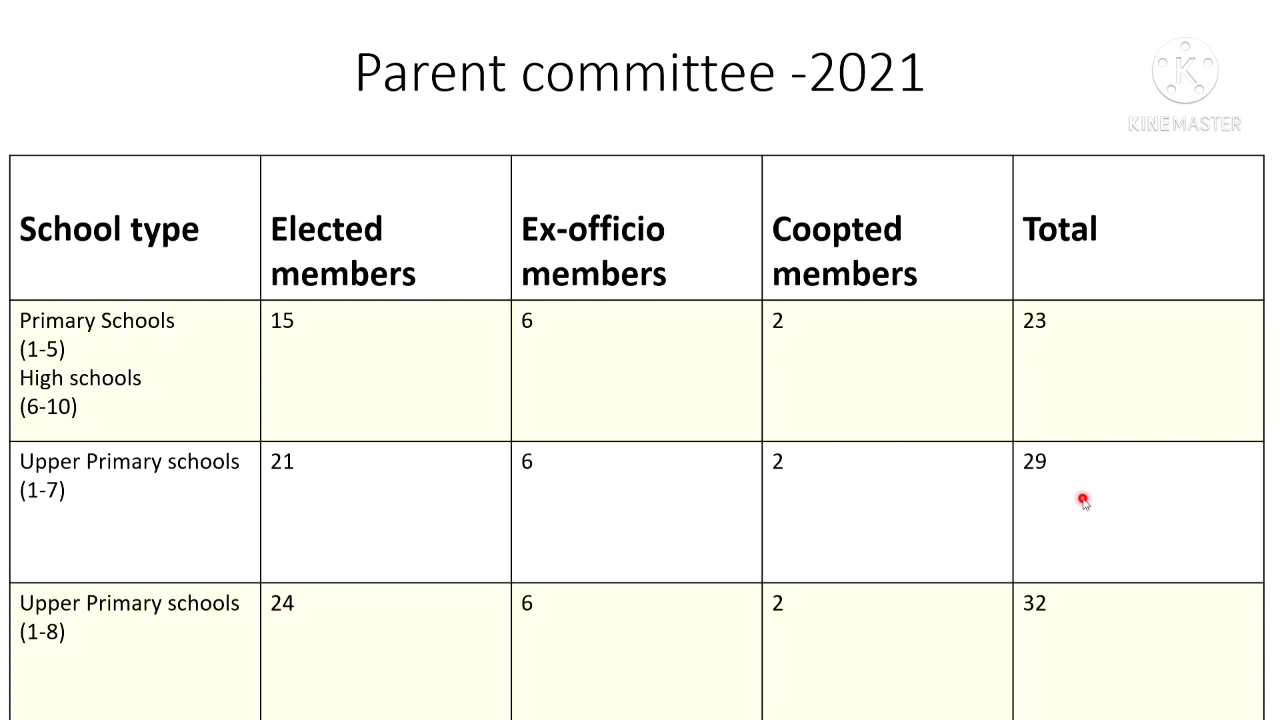 Parent committee -2021
K
KINEMASTER
School type
Elected
members
Ex-officio
members
Coopted
members
Total
Primary Schools
(1-5)
High schools
(6-10)
15
6
2
23
Upper Primary schools
(1-7)
21
6
2
29
Upper Primary schools
(1-8)
24
6
2
32